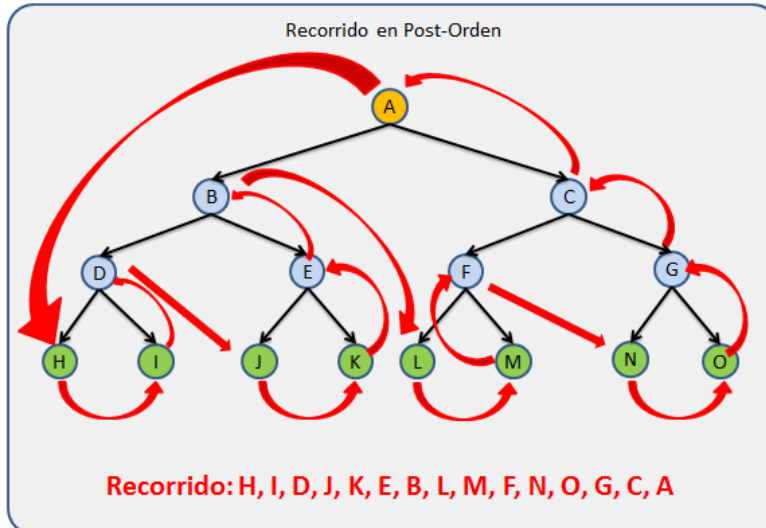 Recorrido en Post-Orden
A
B
C
D
E
F
G
H
I
J
K
L
M
N
O
Recorrido: H, I, D, J, K, E, B, L, M, F, N, O, G, C, A